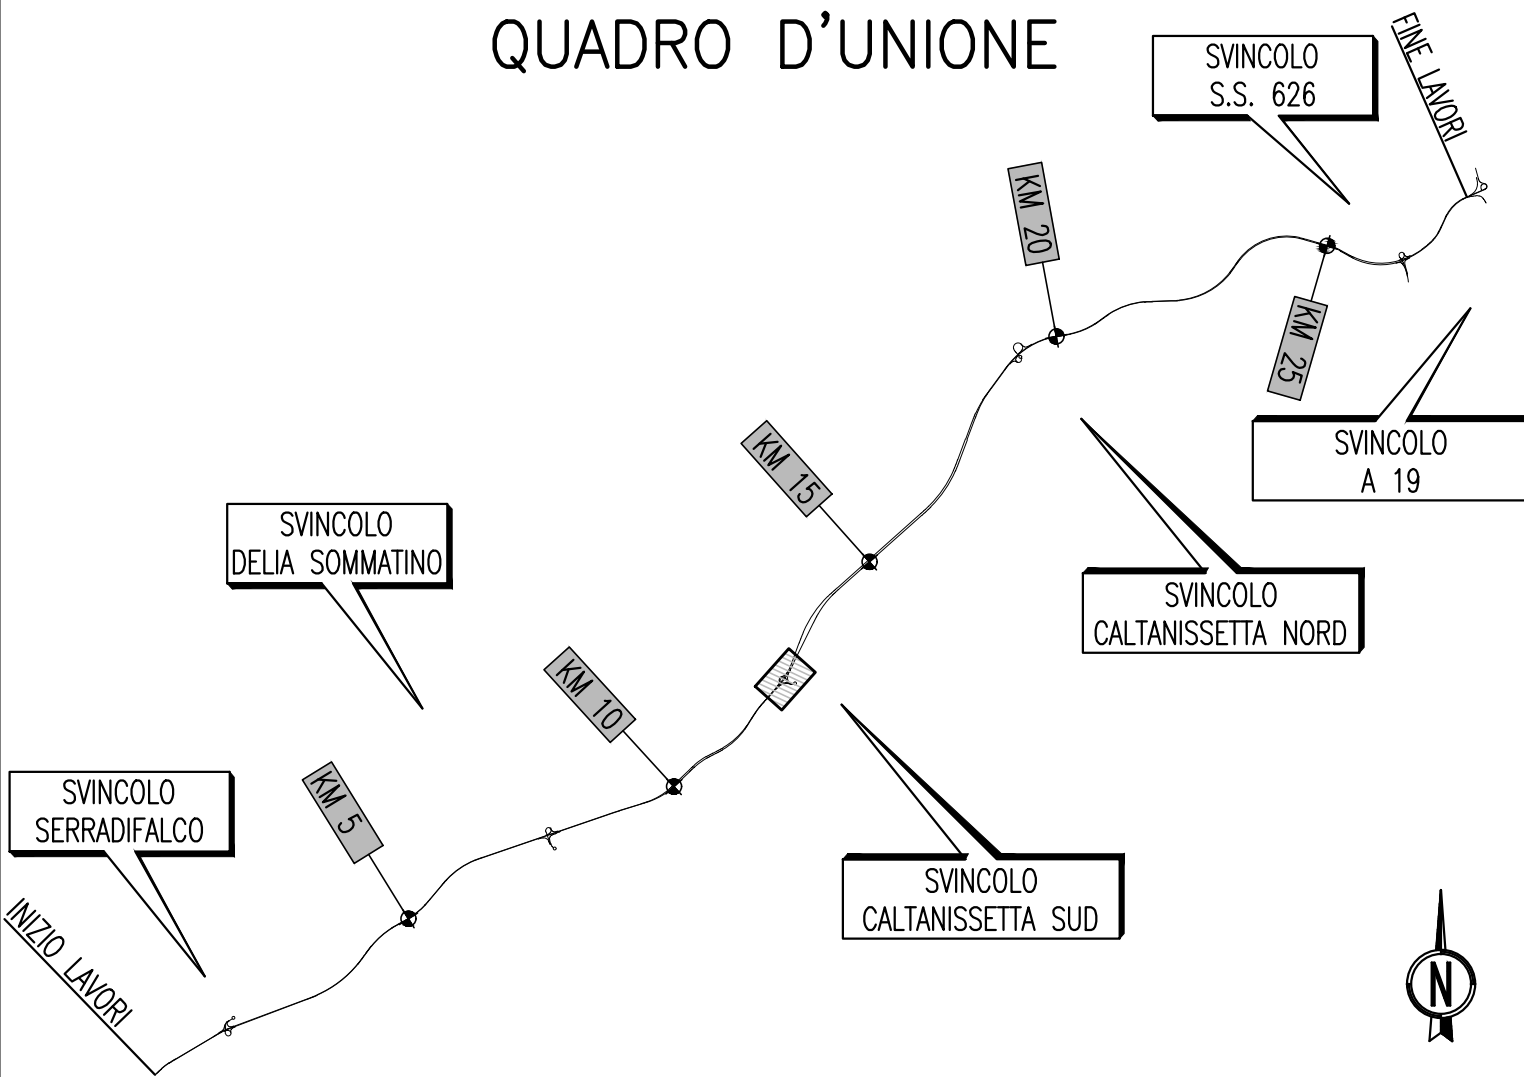 QUADRO D'UNIONE
SVINCOLO
S.S. 626
FINE LAVORI
KM 20
KM 25
SVINCOLO
A 19
KM 15
SVINCOLO
DELIA SOMMATINO
SVINCOLO
CALTANISSETTA NORD
KM 10
KM 5
SVINCOLO
SERRADIFALCO
SVINCOLO
CALTANISSETTA SUD
INIZIO LAVORI
N